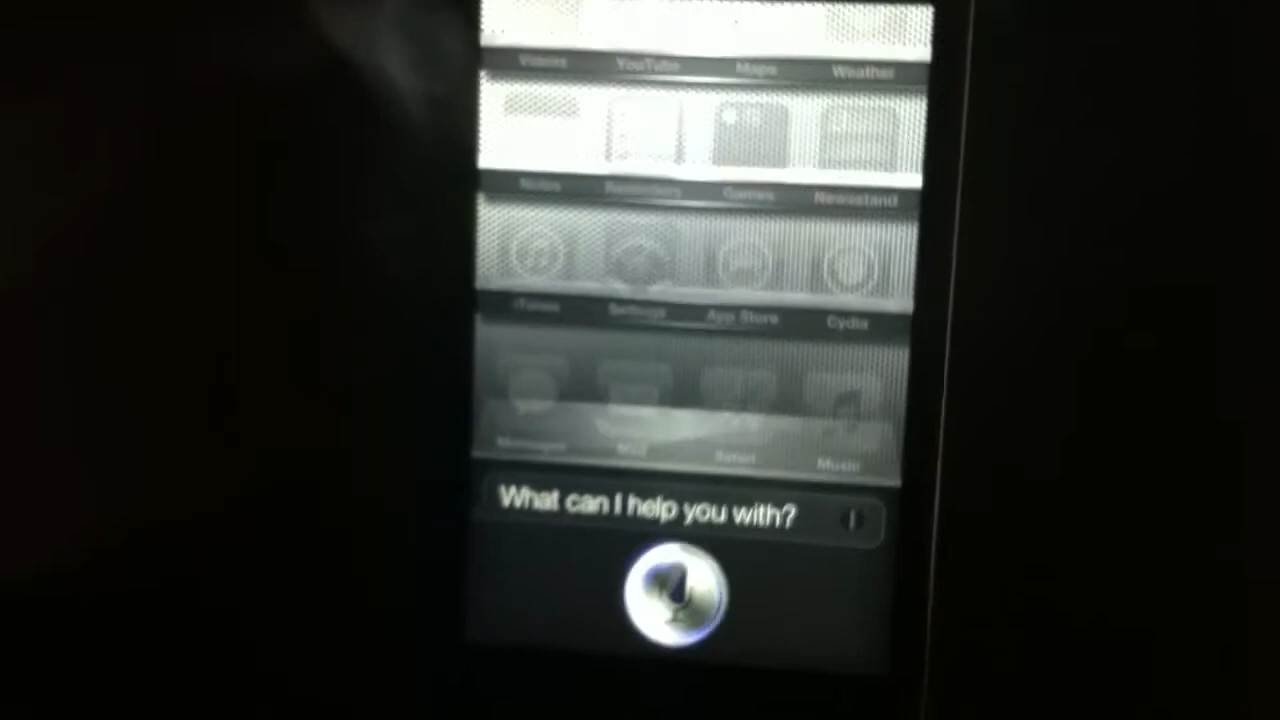 Videos YouTube Maps Weather
Notes Reminders Games Newsstand
iTunes Settings App Store Cydia
Messages Mail Safari Music
What can I help you with?